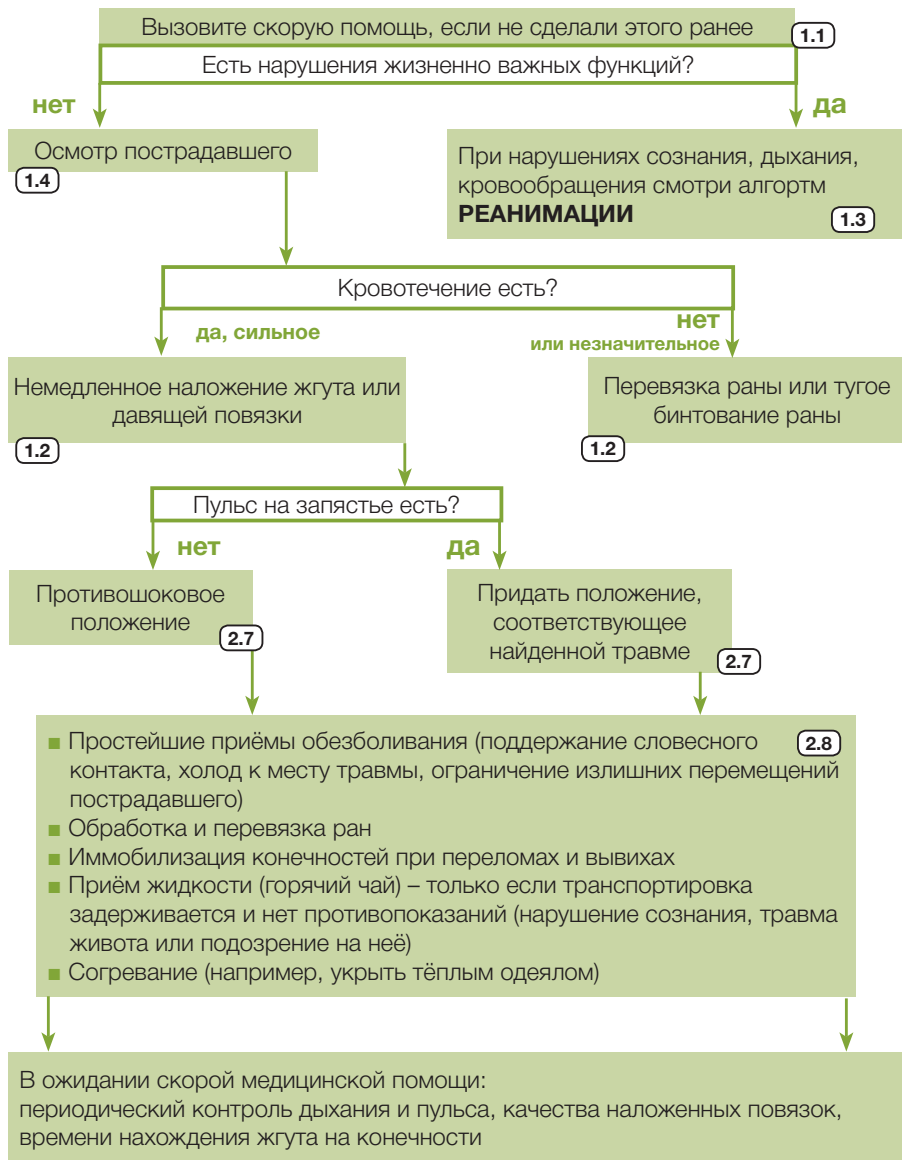 Вызовите скорую помощь, если не сделали этого ранее
1.1
Есть нарушения жизненно важных функций?
нет
да
Осмотр пострадавшего
1.4
При нарушениях сознания, дыхания,
кровообращения смотри алгортм
РЕАНИМАЦИИ
1.3
Кровотечение есть?
да, сильное
нет
или незначительное
Немедленное наложение жгута или
давящей повязки
1.2
Перевязка раны или тугое
бинтование раны
1.2
Пульс на запястье есть?
нет
да
Противошоковое
положение
2.7
Придать положение,
соответствующее
найденной травме
2.7
■ Простейшие приёмы обезболивания (поддержание словесного
2.8
контакта, холод к месту травмы, ограничение излишних перемещений
пострадавшего)
■ Обработка и перевязка ран
■ Иммобилизация конечностей при переломах и вывихах
■ Приём жидкости (горячий чай) – только если транспортировка
задерживается и нет противопоказаний (нарушение сознания, травма
живота или подозрение на неё)
■ Согревание (например, укрыть тёплым одеялом)
В ожидании скорой медицинской помощи:
периодический контроль дыхания и пульса, качества наложенных повязок,
времени нахождения жгута на конечности